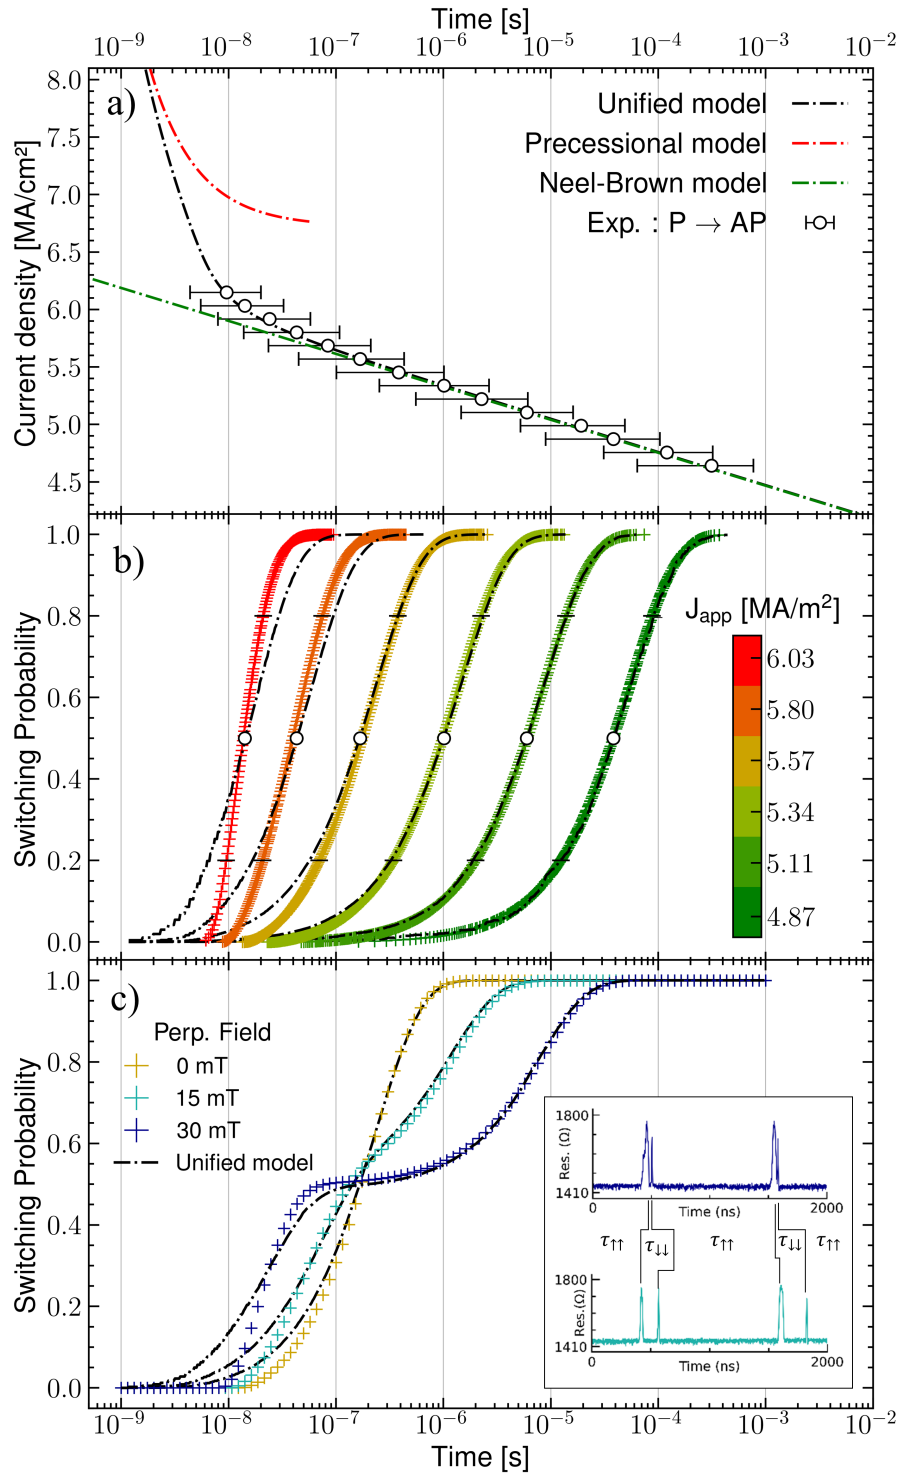 Time [s]
10⁻⁹ 10⁻⁸ 10⁻⁷ 10⁻⁶ 10⁻⁵ 10⁻⁴ 10⁻³ 10⁻²
a)
Current density [MA/cm²]
8.0
7.5
7.0
6.5
6.0
5.5
5.0
4.5
Unified model
Precessional model
Neel-Brown model
Exp. : P → AP
b)
Switching Probability
1.0
0.8
0.6
0.4
0.2
0.0
J_app [MA/m²]
6.03
5.80
5.57
5.34
5.11
4.87
c)
Switching Probability
1.0
0.8
0.6
0.4
0.2
0.0
Perp. Field
0 mT
15 mT
30 mT
Unified model
1800
Res. (Ω)
1410
0 Time (ns) 2000
τ↑↑ τ↓↓ τ↑↑ τ↓↓ τ↑↑
1800
Res.(Ω)
1410
0 Time (ns) 2000
10⁻⁹ 10⁻⁸ 10⁻⁷ 10⁻⁶ 10⁻⁵ 10⁻⁴ 10⁻³ 10⁻²
Time [s]